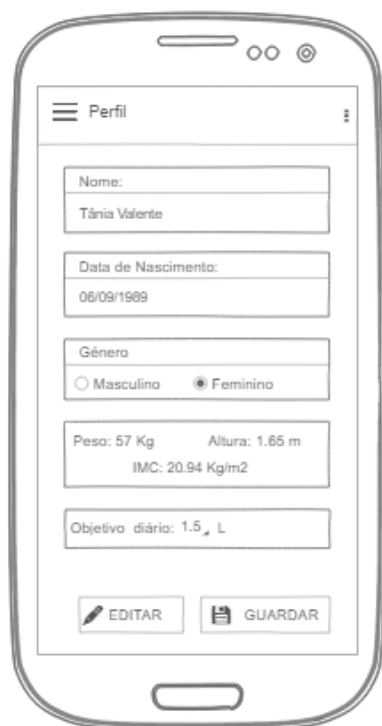 Perfil
Nome:
Tânia Valente
Data de Nascimento:
06/09/1989
Género
Masculino Feminino
Peso: 57 Kg Altura: 1.65 m
IMC: 20.94 Kg/m2
Objetivo diário: 1.5 L
EDITAR GUARDAR